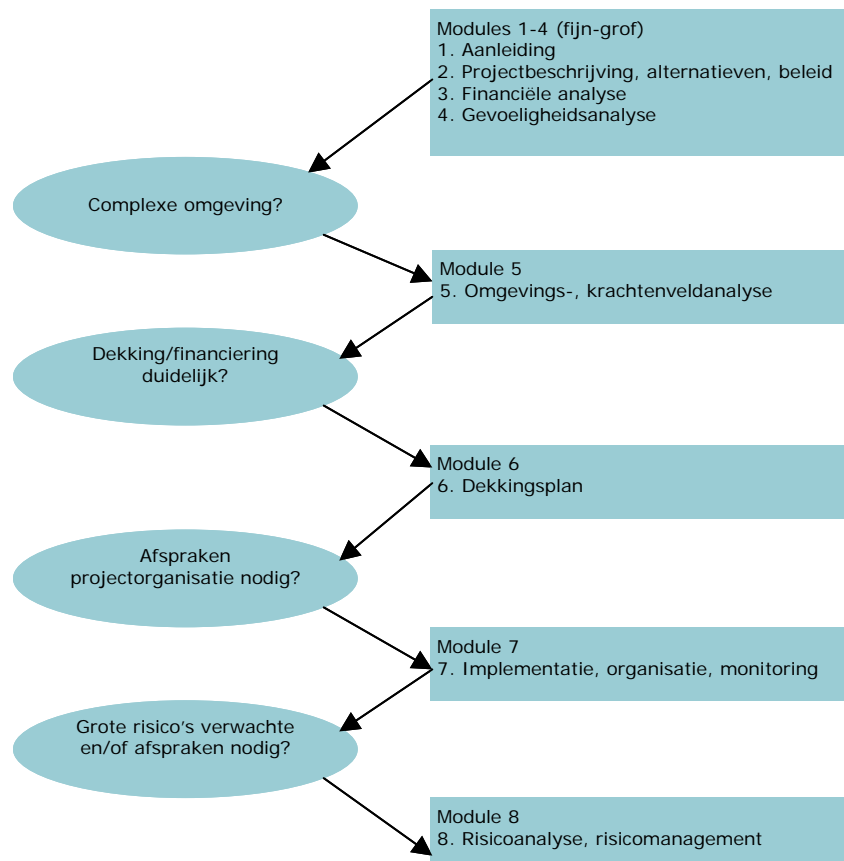 Modules 1-4 (fijn-grof)
1. Aanleiding
2. Projectbeschrijving, alternatieven, beleid
3. Financiële analyse
4. Gevoeligheidsanalyse
Complexe omgeving?
Module 5
5. Omgevings-, krachtenveldanalyse
Dekking/financiering
duidelijk?
Module 6
6. Dekkingsplan
Afspraken
projectorganisatie nodig?
Module 7
7. Implementatie, organisatie, monitoring
Grote risico’s verwachte
en/of afspraken nodig?
Module 8
8. Risicoanalyse, risicomanagement